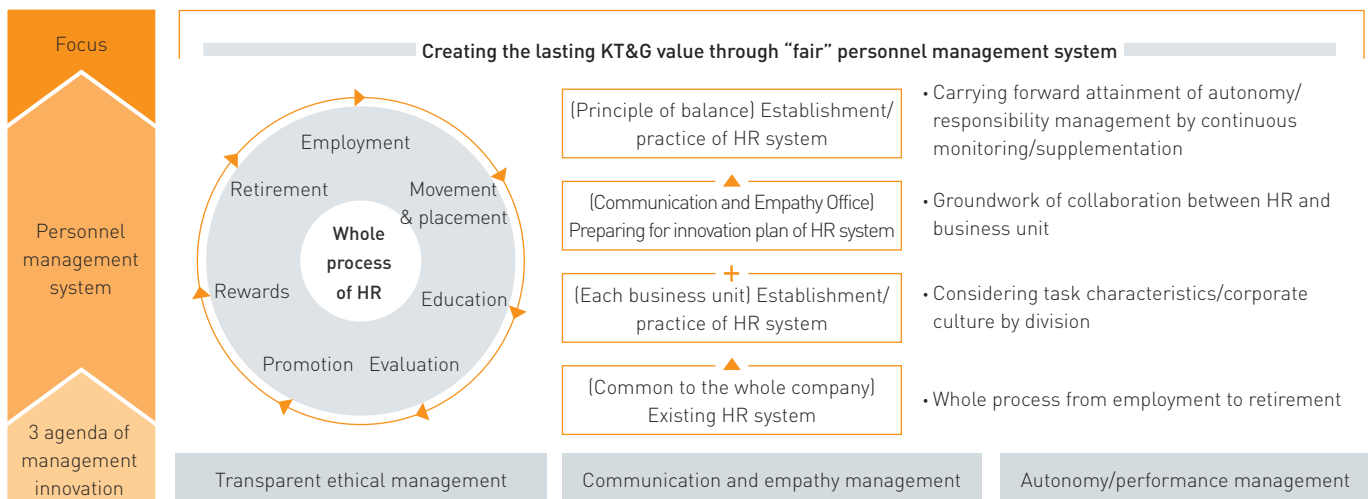 Focus
Personnel
management
system
3 agenda of
management
innovation
Creating the lasting KT&G value through “fair” personnel management system
Employment
Movement
& placement
Education
Evaluation
Promotion
Rewards
Retirement
Whole
process
of HR
(Principle of balance) Establishment/
practice of HR system
(Communication and Empathy Office)
Preparing for innovation plan of HR system
+
(Each business unit) Establishment/
practice of HR system
(Common to the whole company)
Existing HR system
• Carrying forward attainment of autonomy/
responsibility management by continuous
monitoring/supplementation
• Groundwork of collaboration between HR and
business unit
• Considering task characteristics/corporate
culture by division
• Whole process from employment to retirement
Transparent ethical management
Communication and empathy management
Autonomy/performance management